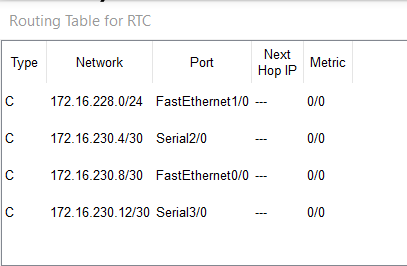 Routing Table for RTC
Type Network Port Next Hop IP Metric
C 172.16.228.0/24 FastEthernet1/0 --- 0/0
C 172.16.230.4/30 Serial2/0 --- 0/0
C 172.16.230.8/30 FastEthernet0/0 --- 0/0
C 172.16.230.12/30 Serial3/0 --- 0/0